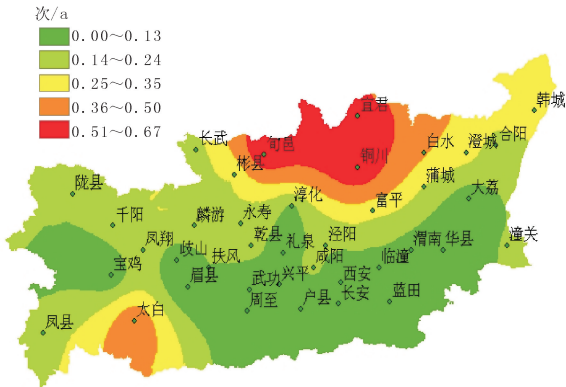 次/a
0.00～0.13
0.14～0.24
0.25～0.35
0.36～0.50
0.51～0.67
韩城
宜君
合阳
长武
旬邑
铜川
白水
澄城
彬县
陇县
淳化
富平
蒲城
大荔
千阳
麟游
永寿
凤翔
岐山
扶风
乾县
礼泉
泾阳
咸阳
临潼
渭南
华县
潼关
宝鸡
眉县
武功
兴平
西安
周至
户县
长安
蓝田
凤县
太白